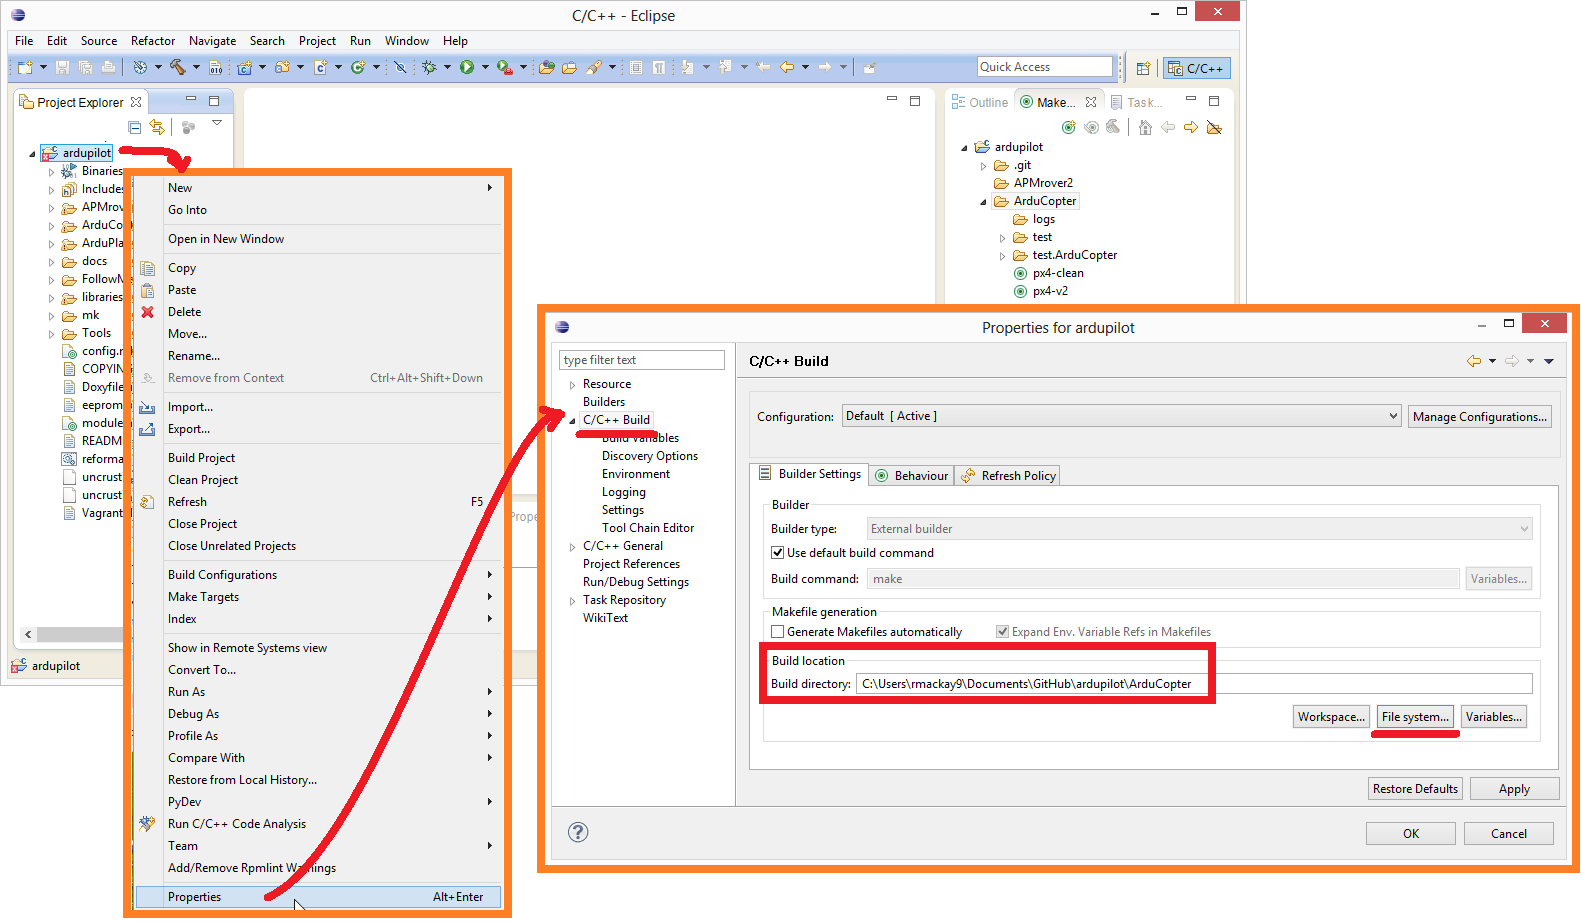 C/C++ - Eclipse
File Edit Source Refactor Navigate Search Project Run Window Help
010
Quick Access
C/C++
Project Explorer
ardupilot
Binaries
Includes
APMrov
ArduCo
ArduPla
docs
FollowM
libraries
mk
Tools
config.m
COPYIN
Doxyfile
eeprom
module
READM
reforma
uncrust
uncrust
Vagrant
ardupilot
New
Go Into
Open in New Window
Copy
Paste
Delete
Move...
Rename...
Remove from Context Ctrl+Alt+Shift+Down
Import...
Export...
Build Project
Clean Project
Refresh F5
Close Project
Close Unrelated Projects
Build Configurations
Make Targets
Index
Show in Remote Systems view
Convert To...
Run As
Debug As
Profile As
Compare With
Restore from Local History...
PyDev
Run C/C++ Code Analysis
Team
Add/Remove Rpmlint Warnings
Properties Alt+Enter
Prope
Outline Make... Task...
ardupilot
.git
APMrover2
ArduCopter
logs
test
test.ArduCopter
px4-clean
px4-v2
Properties for ardupilot
type filter text
Resource
Builders
C/C++ Build
Build Variables
Discovery Options
Environment
Logging
Settings
Tool Chain Editor
C/C++ General
Project References
Run/Debug Settings
Task Repository
WikiText
C/C++ Build
Configuration: Default [ Active ] Manage Configurations...
Builder Settings Behaviour Refresh Policy
Builder
Builder type: External builder
Use default build command
Build command: make Variables...
Makefile generation
Generate Makefiles automatically Expand Env. Variable Refs in Makefiles
Build location
Build directory: C:\Users\rmackay9\Documents\GitHub\ardupilot\ArduCopter
Workspace... File system... Variables...
Restore Defaults Apply
OK Cancel